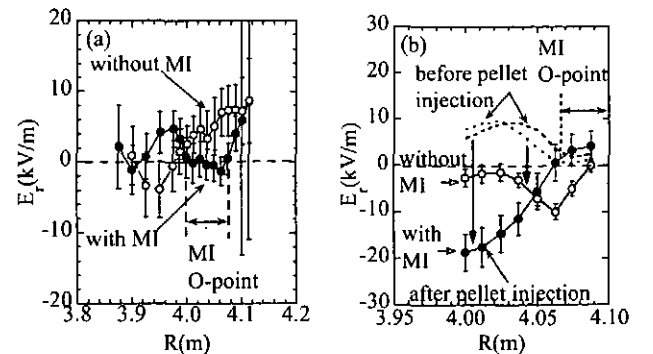 (a)
without MI
with MI
MI
O-point
E_r(kV/m)
20
10
0
-10
-20
3.8 3.9 4.0 4.1 4.2
R(m)
(b)
MI
O-point
before pellet
injection
without
MI
with
MI
after pellet injection
E_r(kV/m)
30
20
10
0
-10
-20
-30
3.95 4.00 4.05 4.10
R(m)